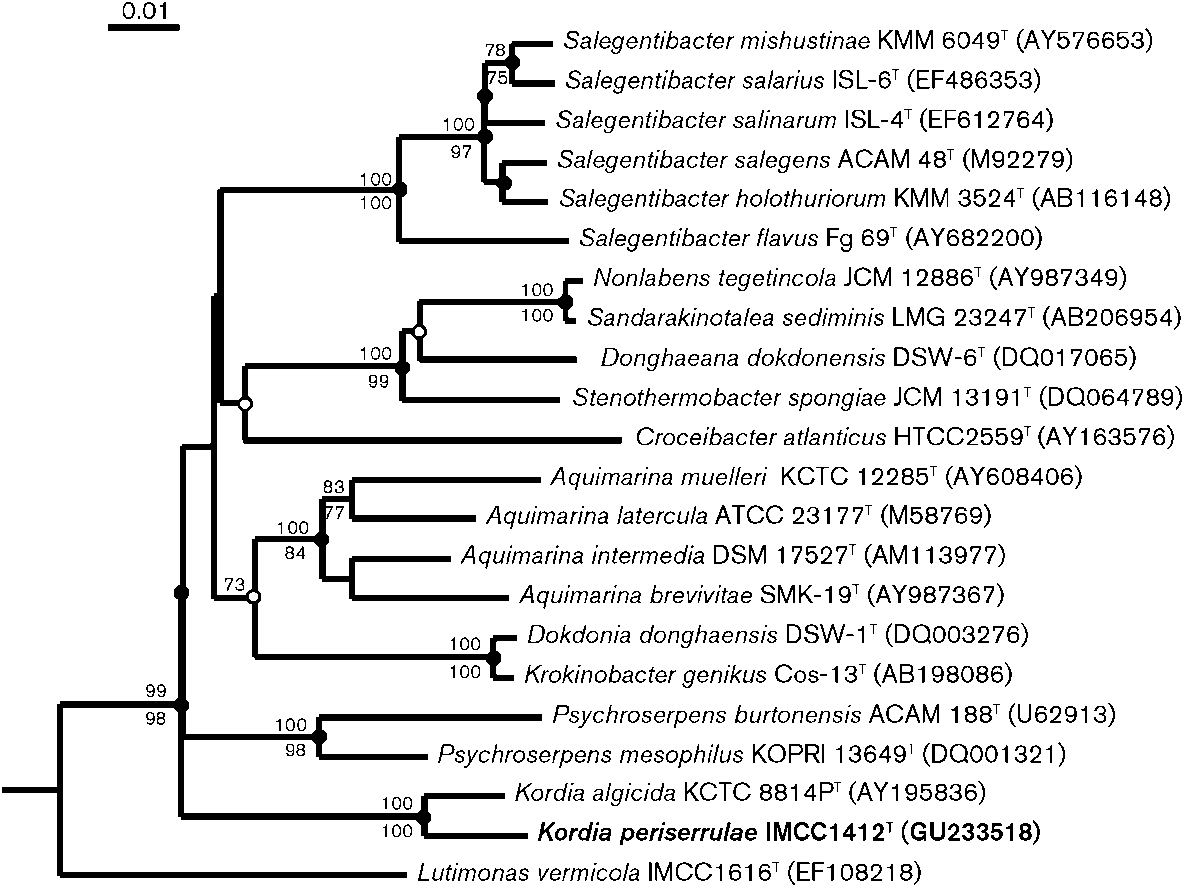 0.01
78
Salegentibacter mishustinae KMM 6049ᵀ (AY576653)
75
Salegentibacter salarius ISL-6ᵀ (EF486353)
100
Salegentibacter salinarum ISL-4ᵀ (EF612764)
97
Salegentibacter salegens ACAM 48ᵀ (M92279)
100
Salegentibacter holothuriorum KMM 3524ᵀ (AB116148)
100
Salegentibacter flavus Fg 69ᵀ (AY682200)
Nonlabens tegetincola JCM 12886ᵀ (AY987349)
100
100
Sandarakinotalea sediminis LMG 23247ᵀ (AB206954)
100
Donghaeana dokdonensis DSW-6ᵀ (DQ017065)
99
Stenothermobacter spongiae JCM 13191ᵀ (DQ064789)
Croceibacter atlanticus HTCC2559ᵀ (AY163576)
Aquimarina muelleri KCTC 12285ᵀ (AY608406)
83
77
Aquimarina latercula ATCC 23177ᵀ (M58769)
100
84
Aquimarina intermedia DSM 17527ᵀ (AM113977)
73
Aquimarina brevivitae SMK-19ᵀ (AY987367)
Dokdonia donghaensis DSW-1ᵀ (DQ003276)
100
100
Krokinobacter genikus Cos-13ᵀ (AB198086)
99
98
Psychroserpens burtonensis ACAM 188ᵀ (U62913)
100
98
Psychroserpens mesophilus KOPRI 13649ᵀ (DQ001321)
Kordia algicida KCTC 8814Pᵀ (AY195836)
100
100
Kordia periserrulae IMCC1412ᵀ (GU233518)
Lutimonas vermicola IMCC1616ᵀ (EF108218)